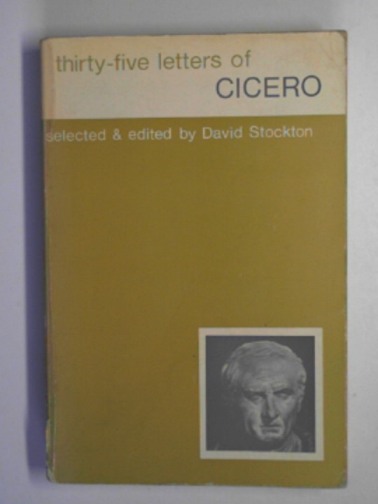 thirty-five letters of
CICERO
selected & edited by David Stockton